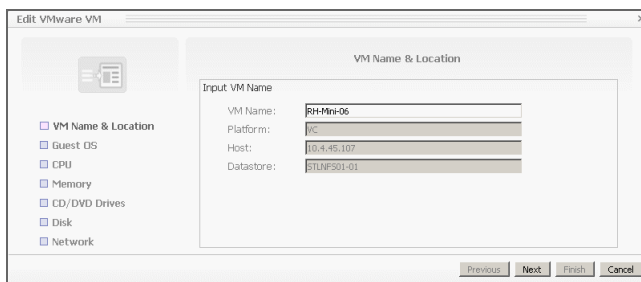 Edit VMware VM
VM Name & Location
Input VM Name
VM Name: RH-Mini-06
Platform: VC
Host: 10.4.45.107
Datastore: STLNPS01-01
VM Name & Location
Guest OS
CPU
Memory
CD/DVD Drives
Disk
Network
Previous Next Finish Cancel